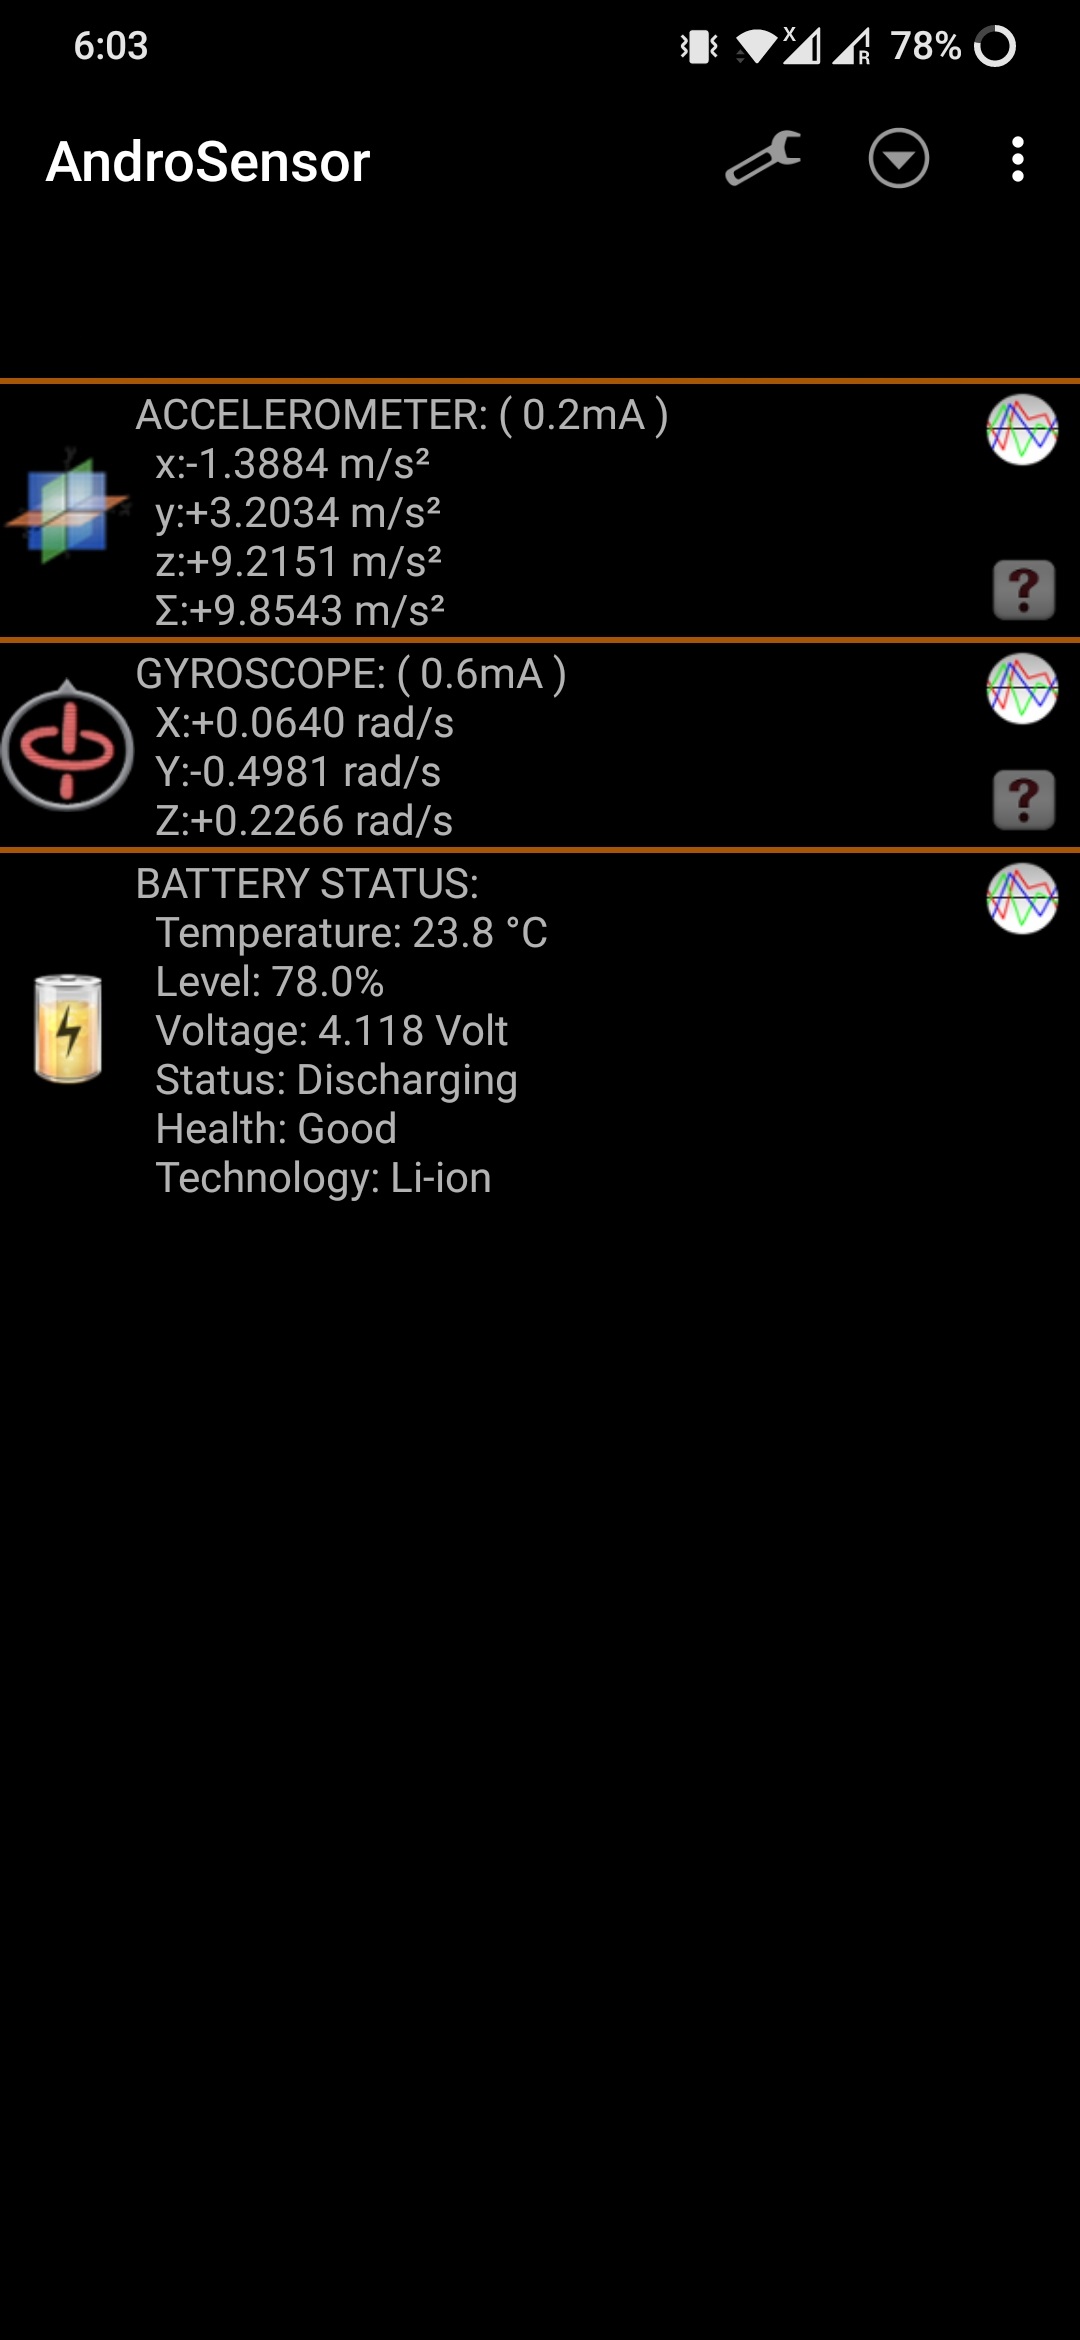 6:03
X
R
78%
AndroSensor
ACCELEROMETER: ( 0.2mA )
x:-1.3884 m/s²
y:+3.2034 m/s²
z:+9.2151 m/s²
Σ:+9.8543 m/s²
?
GYROSCOPE: ( 0.6mA )
X:+0.0640 rad/s
Y:-0.4981 rad/s
Z:+0.2266 rad/s
?
BATTERY STATUS:
Temperature: 23.8 °C
Level: 78.0%
Voltage: 4.118 Volt
Status: Discharging
Health: Good
Technology: Li-ion